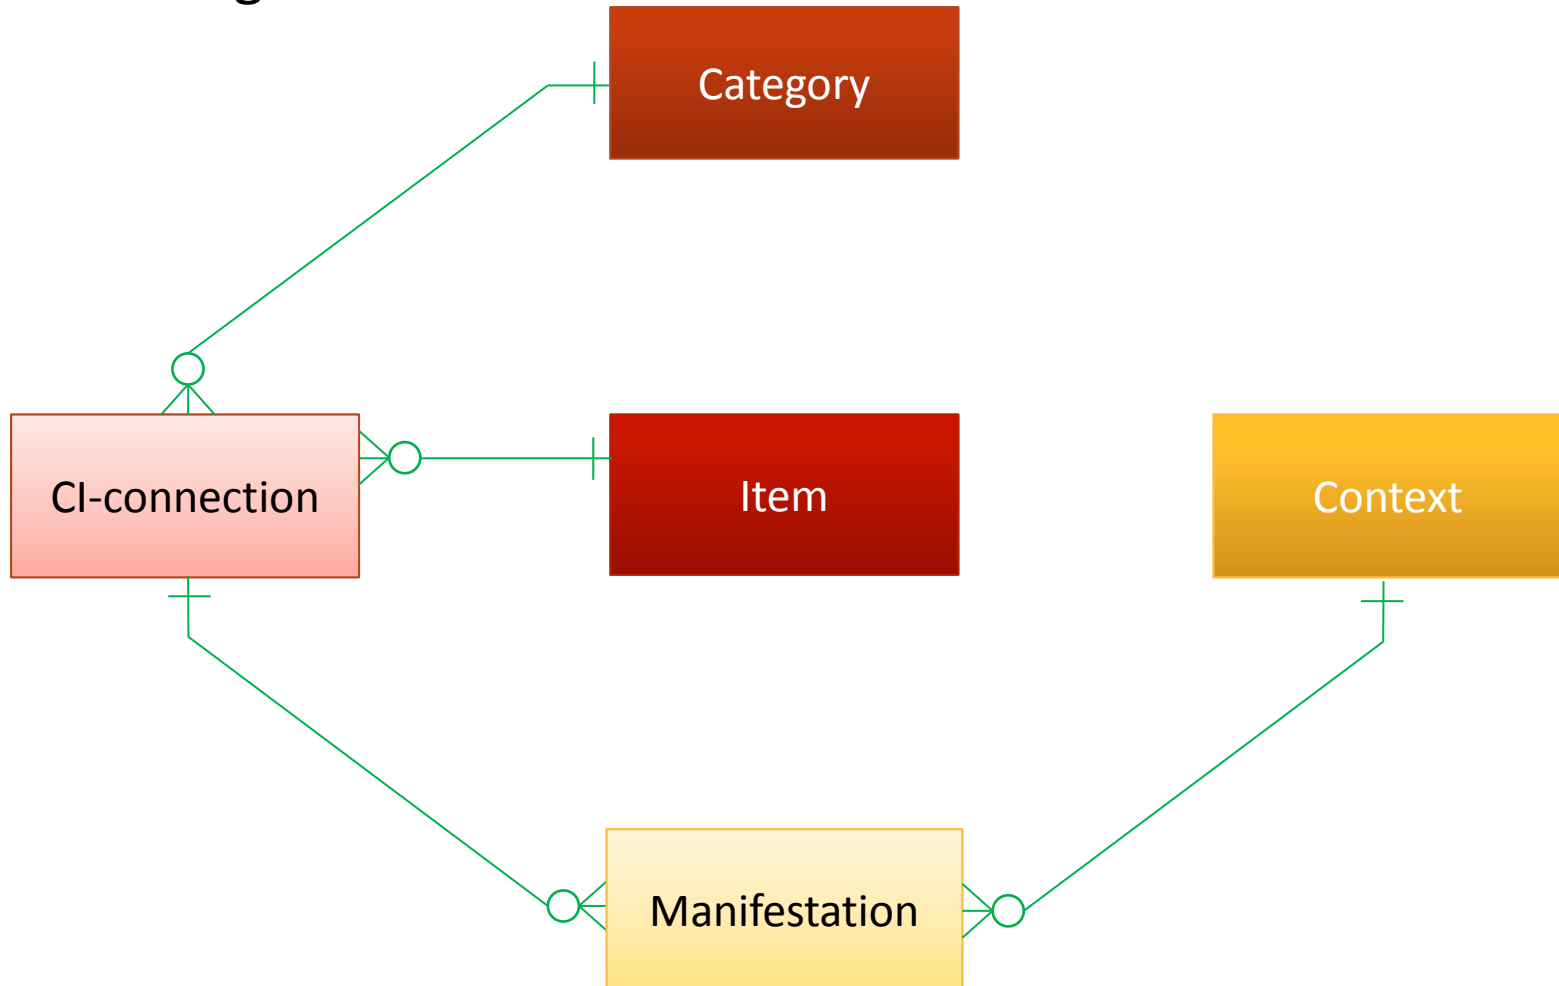 Category
CI-connection
Item
Context
Manifestation